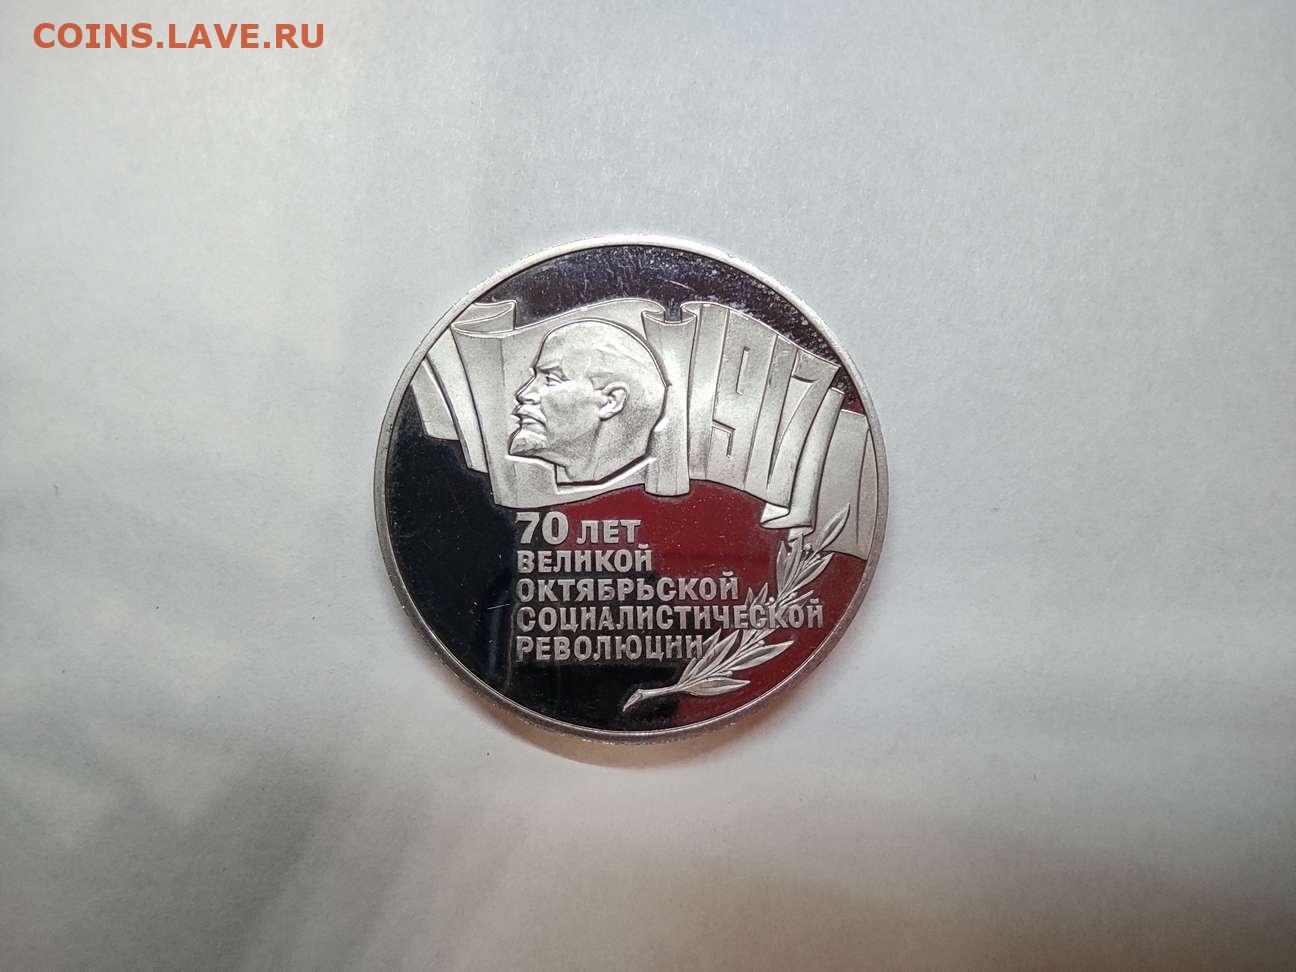 COINS.LAVE.RU
1917
70 ЛЕТ
ВЕЛИКОЙ
ОКТЯБРЬСКОЙ
СОЦИАЛИСТИЧЕСКОЙ
РЕВОЛЮЦИИ